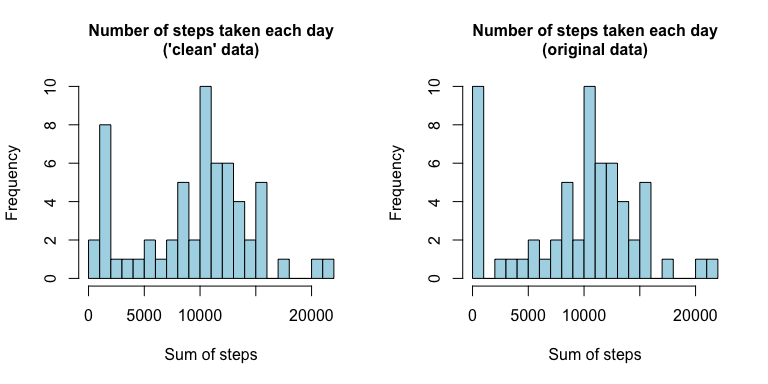 Number of steps taken each day
('clean' data)
Frequency
0
2
4
6
8
10
0 5000 10000 20000
Sum of steps
Number of steps taken each day
(original data)
Frequency
0
2
4
6
8
10
0 5000 10000 20000
Sum of steps